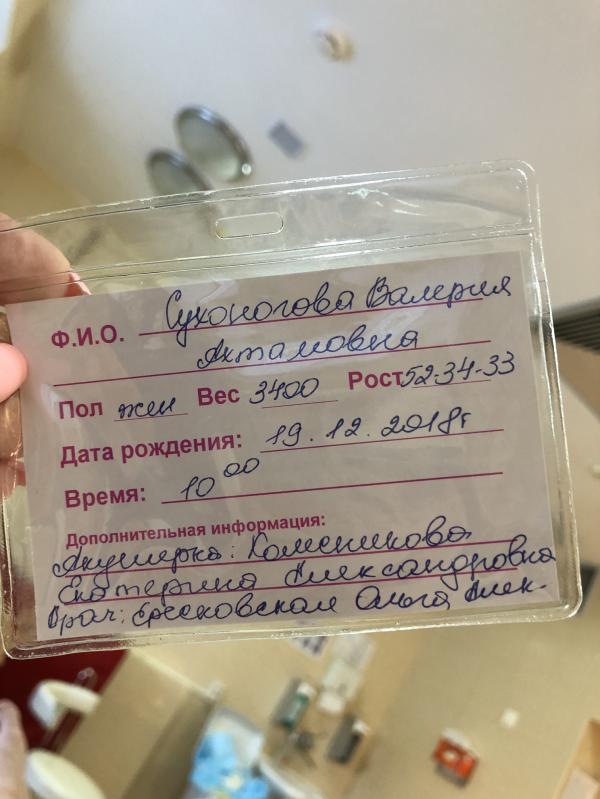 Ф.И.О. Сухоногова Валерия
Ахтамовна
Пол жен Вес 3400 Рост 52-34-33
Дата рождения: 19.12.2018г
Время: 10 00
Дополнительная информация:
Акушерка:
Екатерина Александровна
Врач: Ольга Алек.